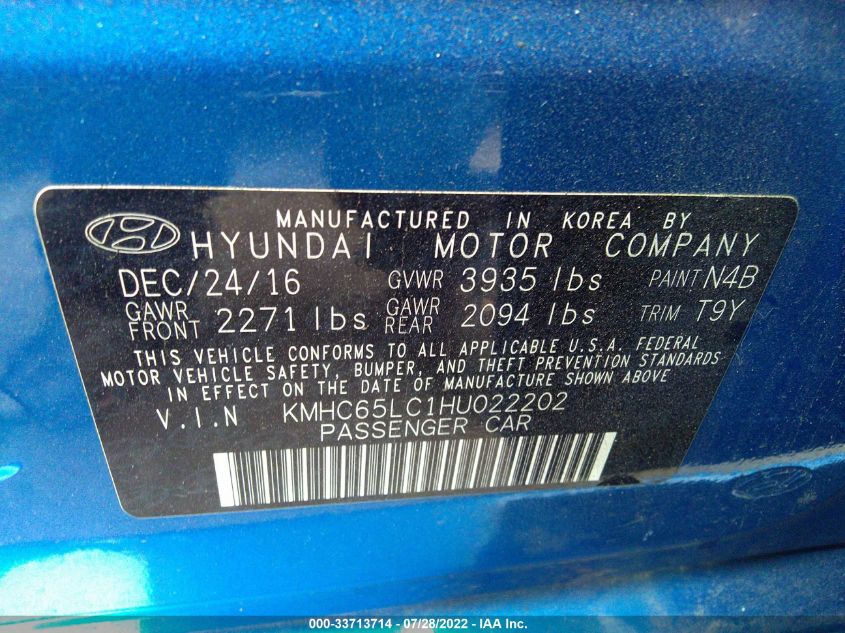 MANUFACTURED IN KOREA BY
HYUNDAI MOTOR COMPANY
DEC/24/16 GVWR 3935 lbs PAINT N4B
GAWR FRONT 2271 lbs GAWR REAR 2094 lbs TRIM T9Y
THIS VEHICLE CONFORMS TO ALL APPLICABLE U.S.A. FEDERAL
MOTOR VEHICLE SAFETY, BUMPER, AND THEFT PREVENTION STANDARDS
IN EFFECT ON THE DATE OF MANUFACTURE SHOWN ABOVE
V.I.N KMHC65LC1HU022202
PASSENGER CAR
000-33713714 - 07/28/2022 - IAA Inc.